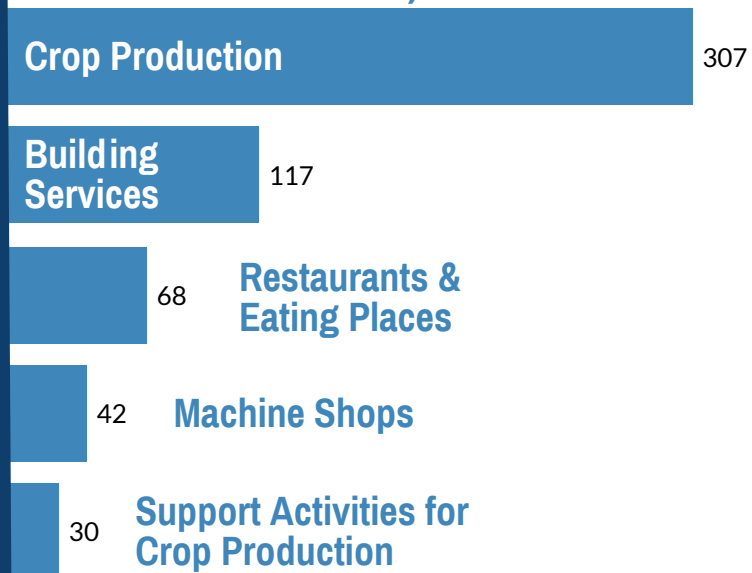 Crop Production
307
Building
Services
117
68
Restaurants &
Eating Places
42
Machine Shops
30
Support Activities for
Crop Production